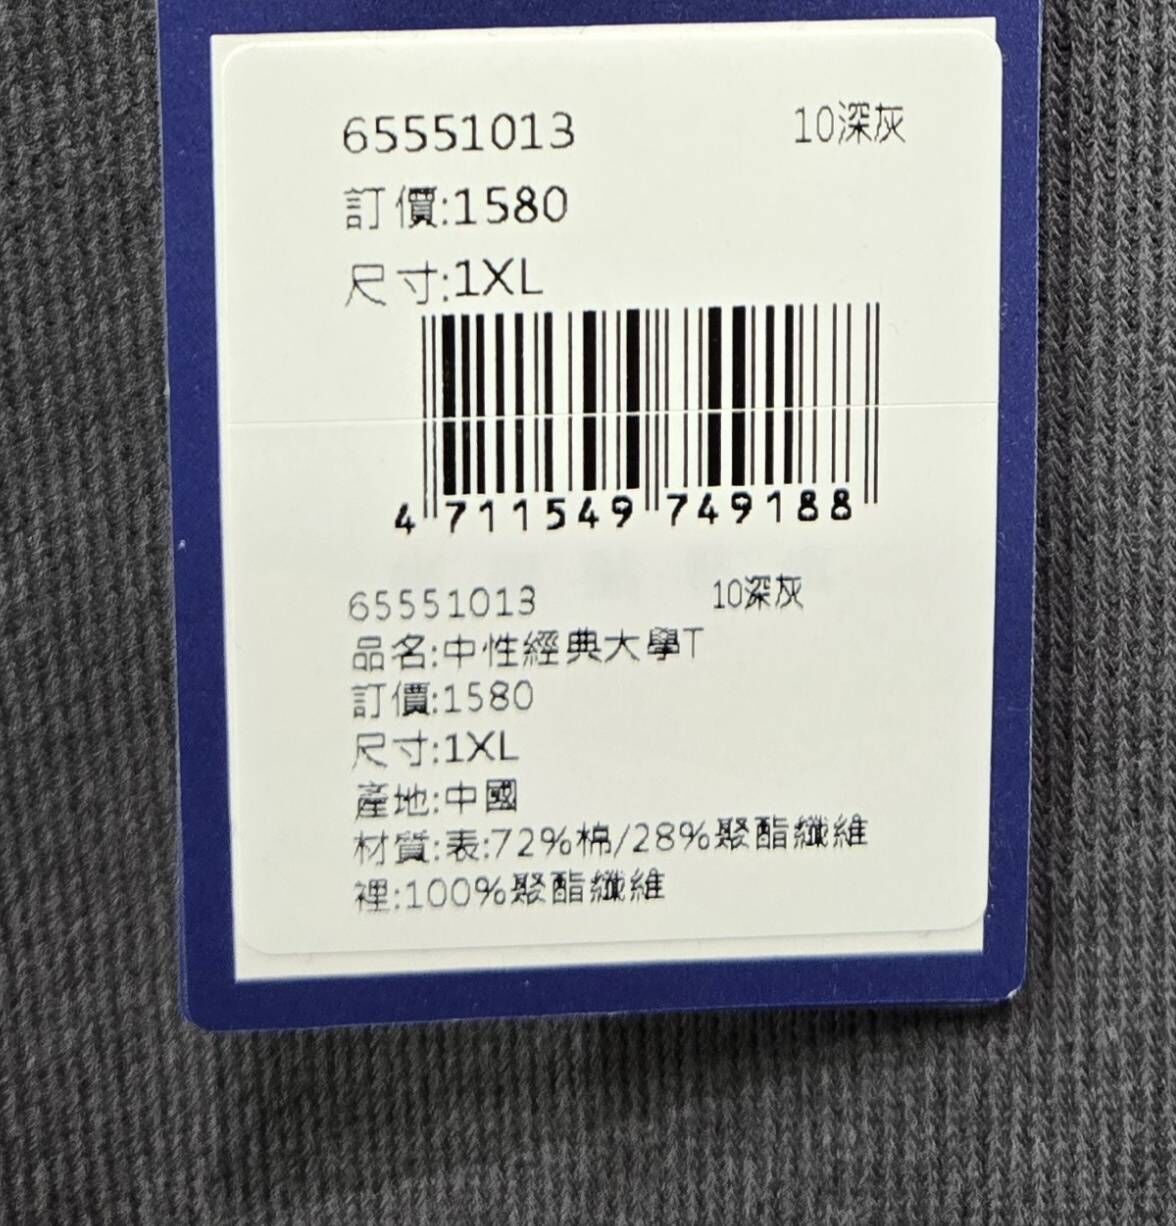 65551013 10深灰
訂價:1580
尺寸:1XL
4 711549 749188
65551013 10深灰
品名:中性經典大學T
訂價:1580
尺寸:1XL
產地:中國
材質:表:72%棉/28%聚酯纖維
裡:100%聚酯纖維